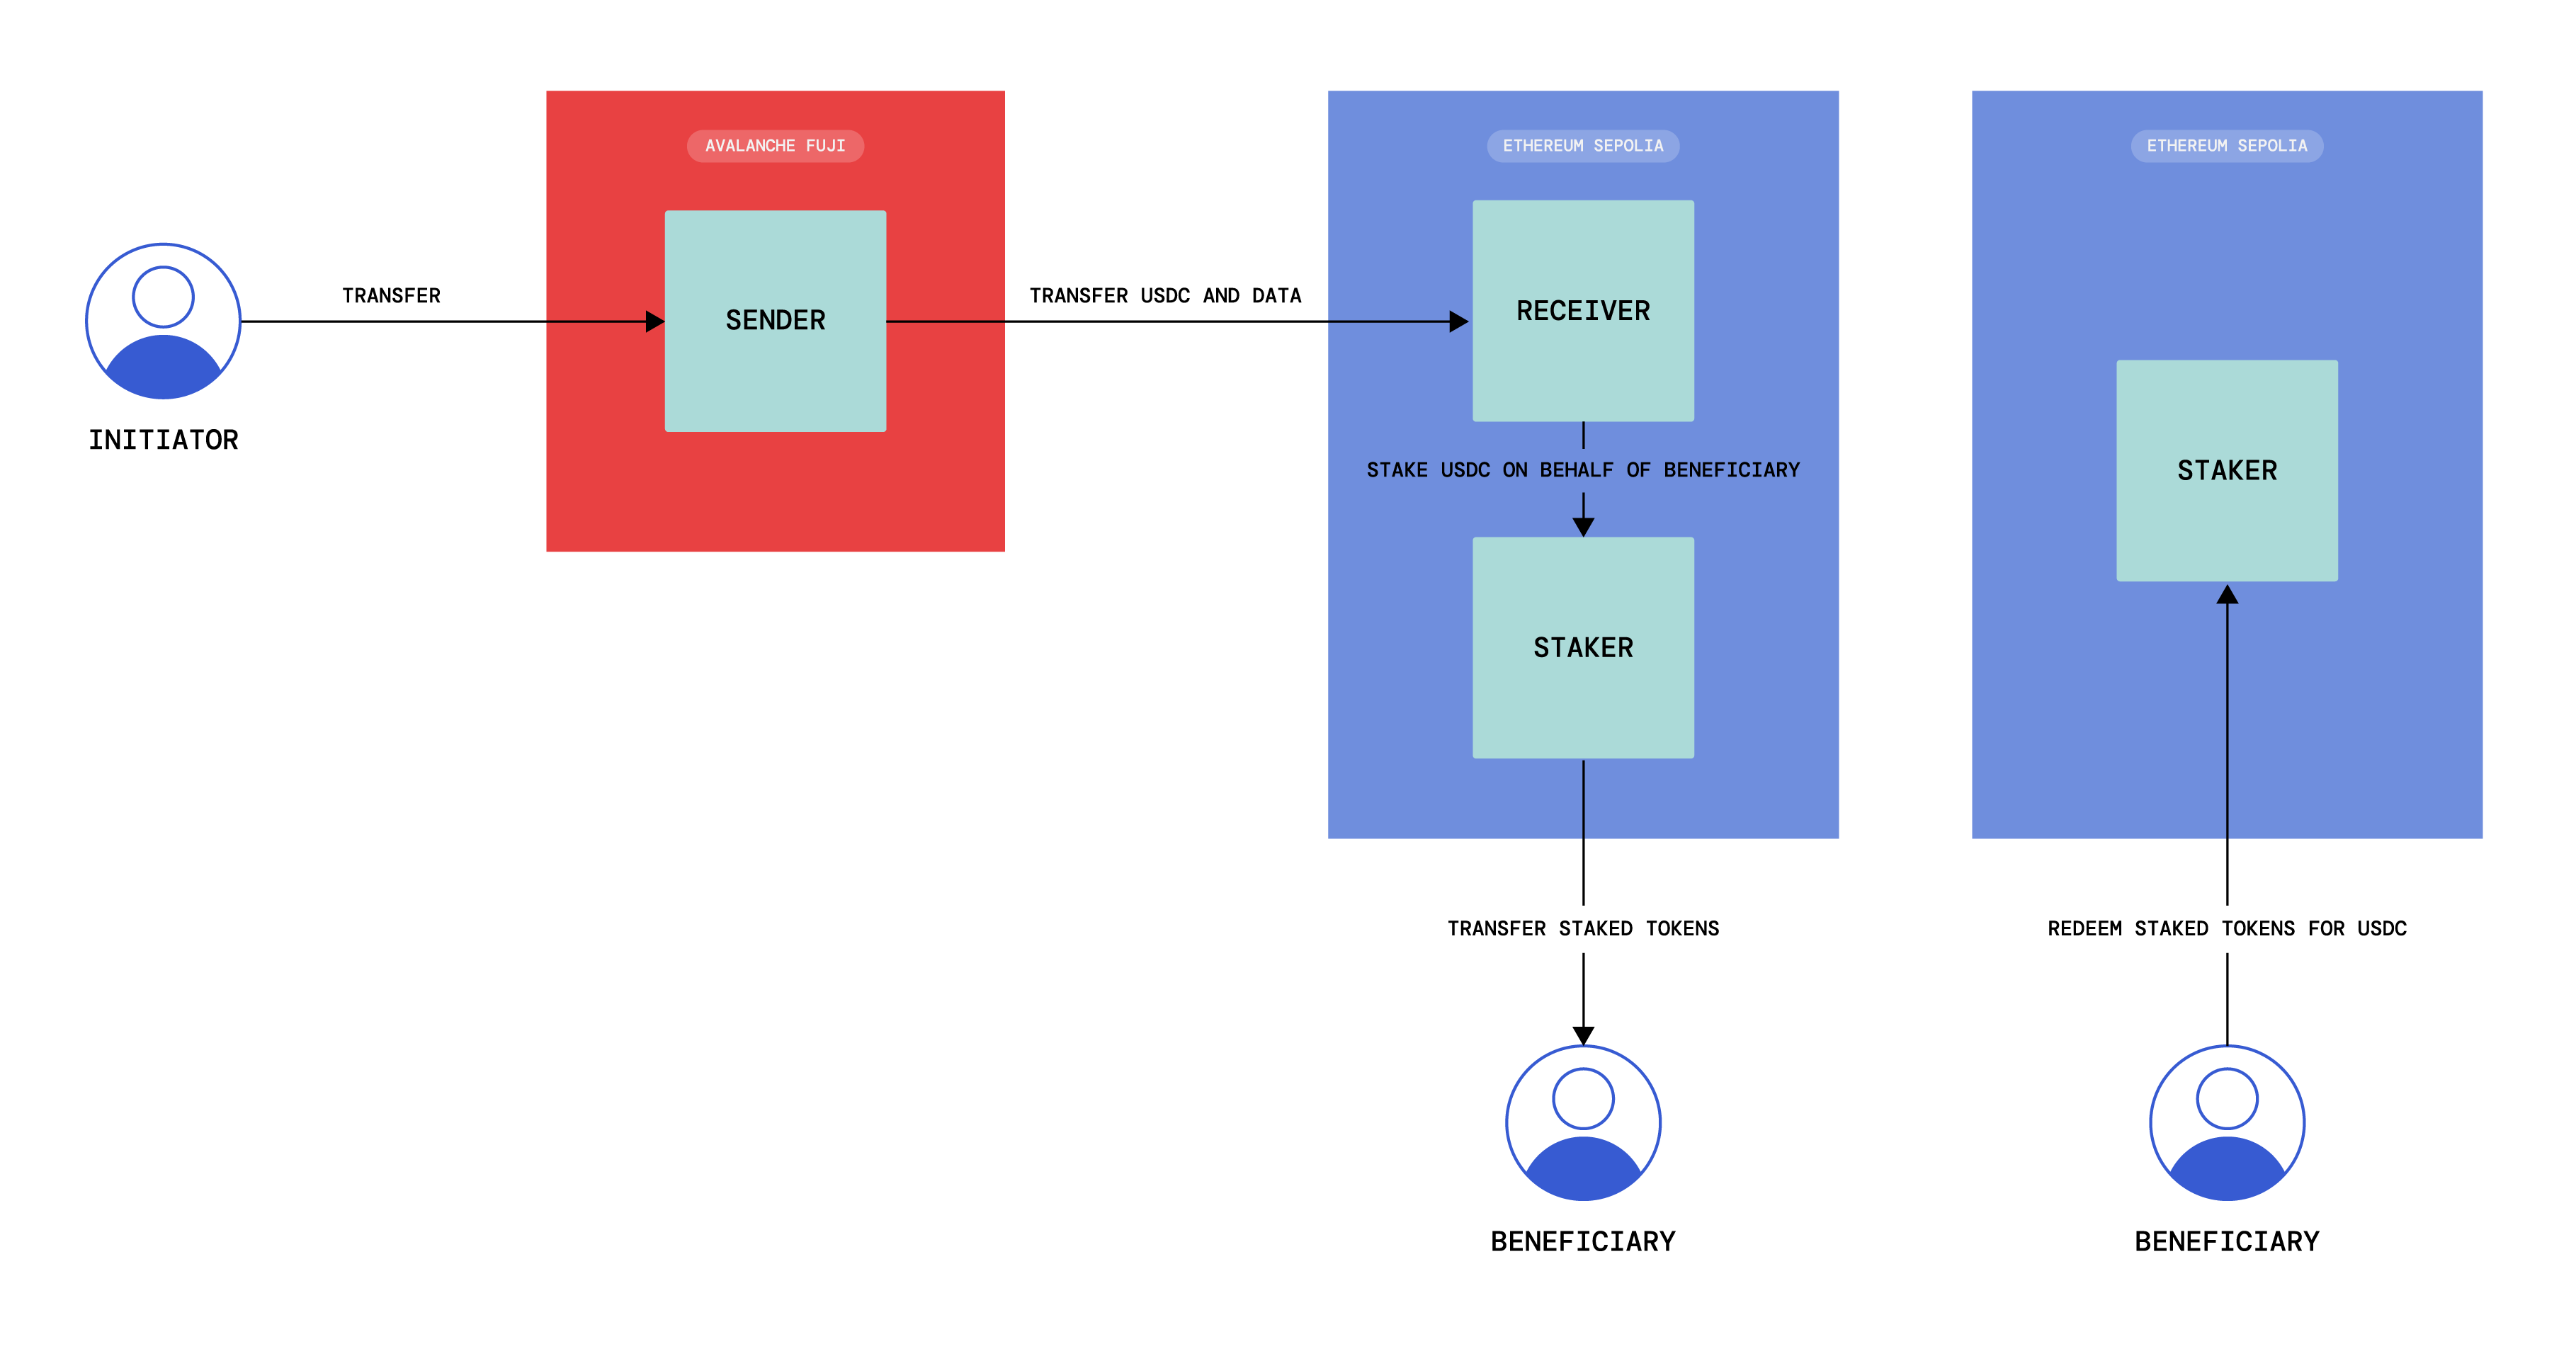 AVALANCHE FUJI
ETHEREUM SEPOLIA
ETHEREUM SEPOLIA
TRANSFER
SENDER
TRANSFER USDC AND DATA
RECEIVER
INITIATOR
STAKE USDC ON BEHALF OF BENEFICIARY
STAKER
STAKER
TRANSFER STAKED TOKENS
REDEEM STAKED TOKENS FOR USDC
BENEFICIARY
BENEFICIARY